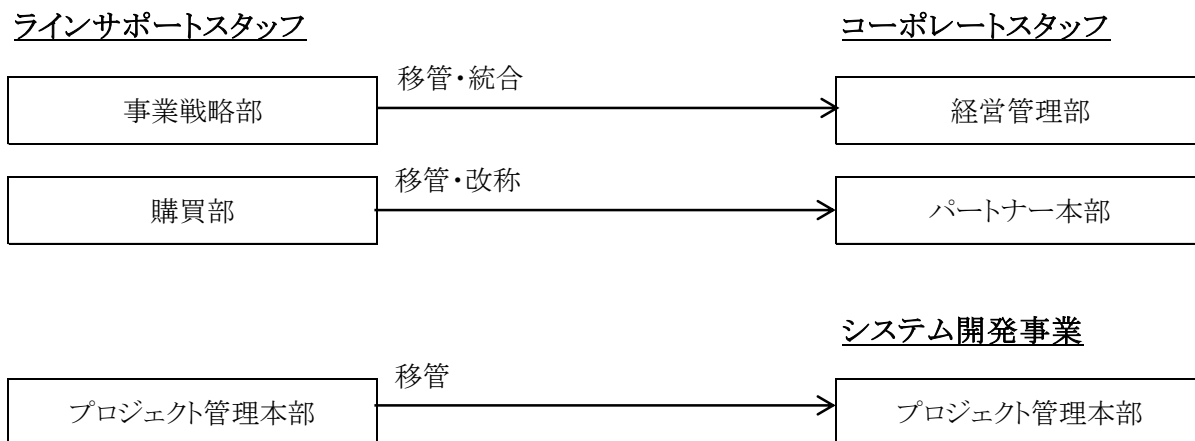 ラインサポートスタッフ
コーポレートスタッフ
事業戦略部
移管・統合
経営管理部
購買部
移管・改称
パートナー本部
システム開発事業
プロジェクト管理本部
移管
プロジェクト管理本部